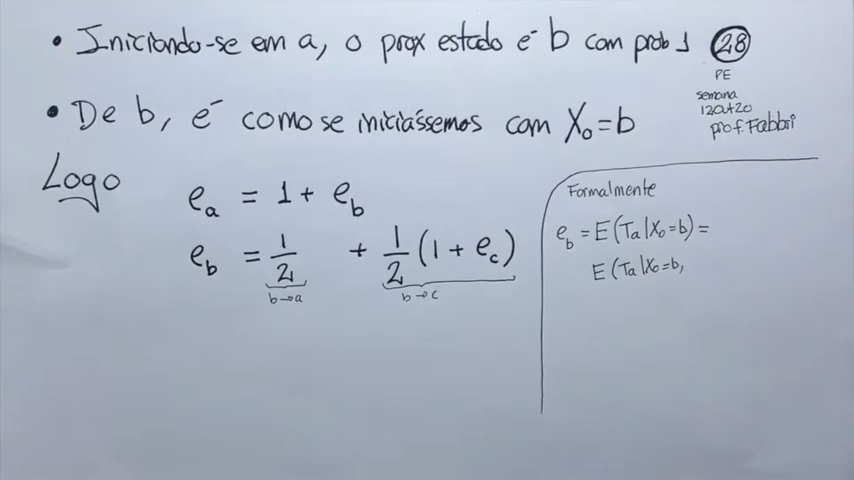 • Iniciando-se em a, o prox estado é b com prob 1
28
PE
semana
12out20
prof. Fabbri
• De b, é como se iniciássemos com X₀=b
Logo
e_a = 1 + e_b
e_b = 1/2 + 1/2 (1 + e_c)
b→a b→c
Formalmente
e_b = E(Ta|X₀=b) =
E(Ta|X₀=b,